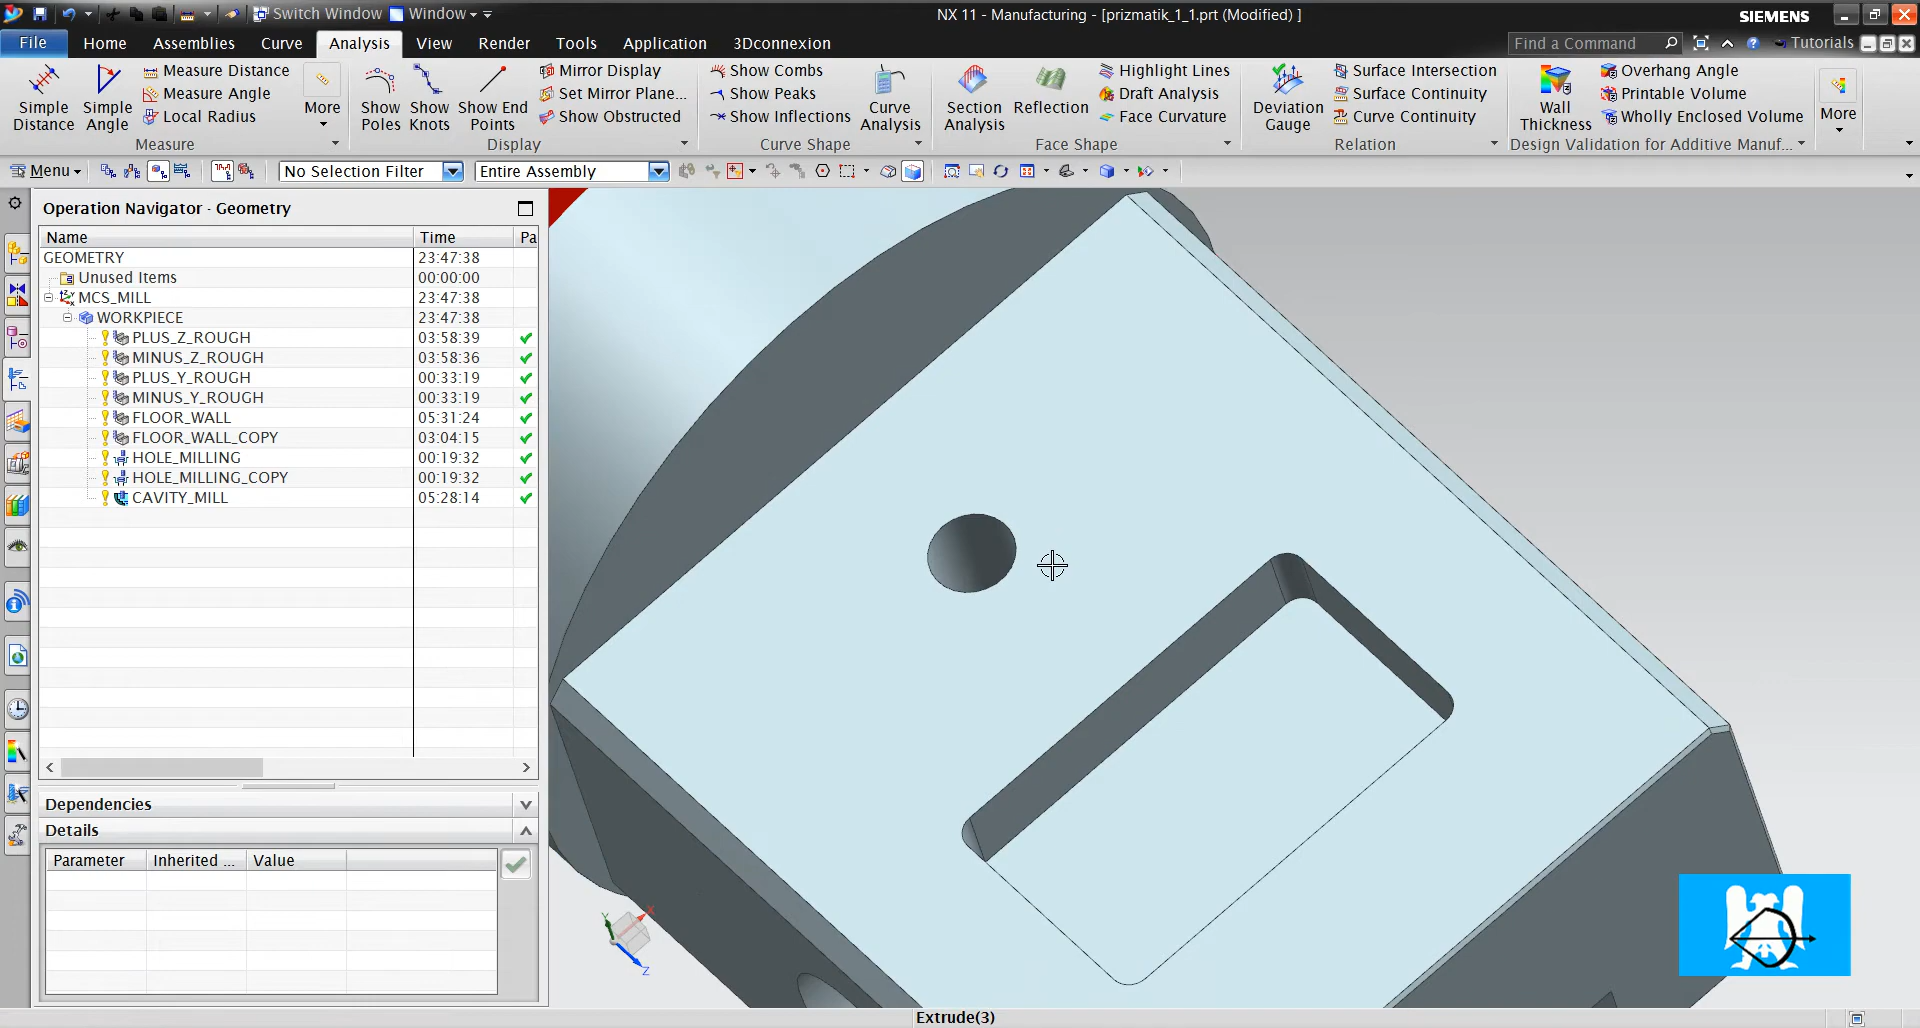 Switch Window
Window
NX 11 - Manufacturing - [prizmatik_1_1.prt (Modified) ]
SIEMENS
File
Home
Assemblies
Curve
Analysis
View
Render
Tools
Application
3Dconnexion
Find a Command
Tutorials
Simple Distance
Simple Angle
Measure Distance
Measure Angle
Local Radius
More
Measure
Show Poles
Show Knots
Show End Points
Mirror Display
Set Mirror Plane...
Show Obstructed
Display
Show Combs
Show Peaks
Show Inflections
Curve Analysis
Curve Shape
Section Analysis
Reflection
Highlight Lines
Draft Analysis
Face Curvature
Face Shape
Deviation Gauge
Surface Intersection
Surface Continuity
Curve Continuity
Relation
Wall Thickness
Overhang Angle
Printable Volume
Wholly Enclosed Volume
Design Validation for Additive Manuf...
More
Menu
No Selection Filter
Entire Assembly
Operation Navigator - Geometry
Name Time Pa
GEOMETRY 23:47:38
Unused Items 00:00:00
MCS_MILL 23:47:38
WORKPIECE 23:47:38
PLUS_Z_ROUGH 03:58:39
MINUS_Z_ROUGH 03:58:36
PLUS_Y_ROUGH 00:33:19
MINUS_Y_ROUGH 00:33:19
FLOOR_WALL 05:31:24
FLOOR_WALL_COPY 03:04:15
HOLE_MILLING 00:19:32
HOLE_MILLING_COPY 00:19:32
CAVITY_MILL 05:28:14
Dependencies
Details
Parameter Inherited ... Value
Y
X
Z
Extrude(3)